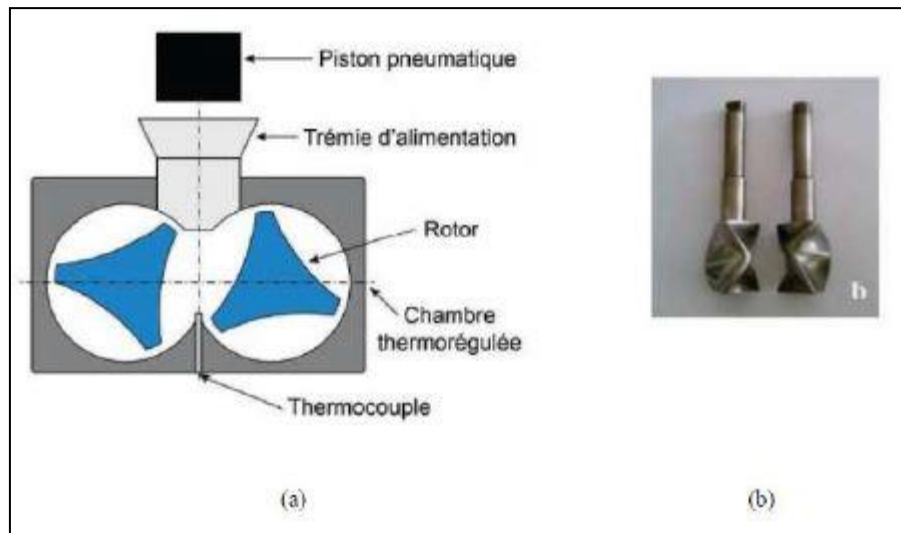 Piston pneumatique
Trémie d'alimentation
Rotor
Chambre
thermorégulée
Thermocouple
b
(a)
(b)